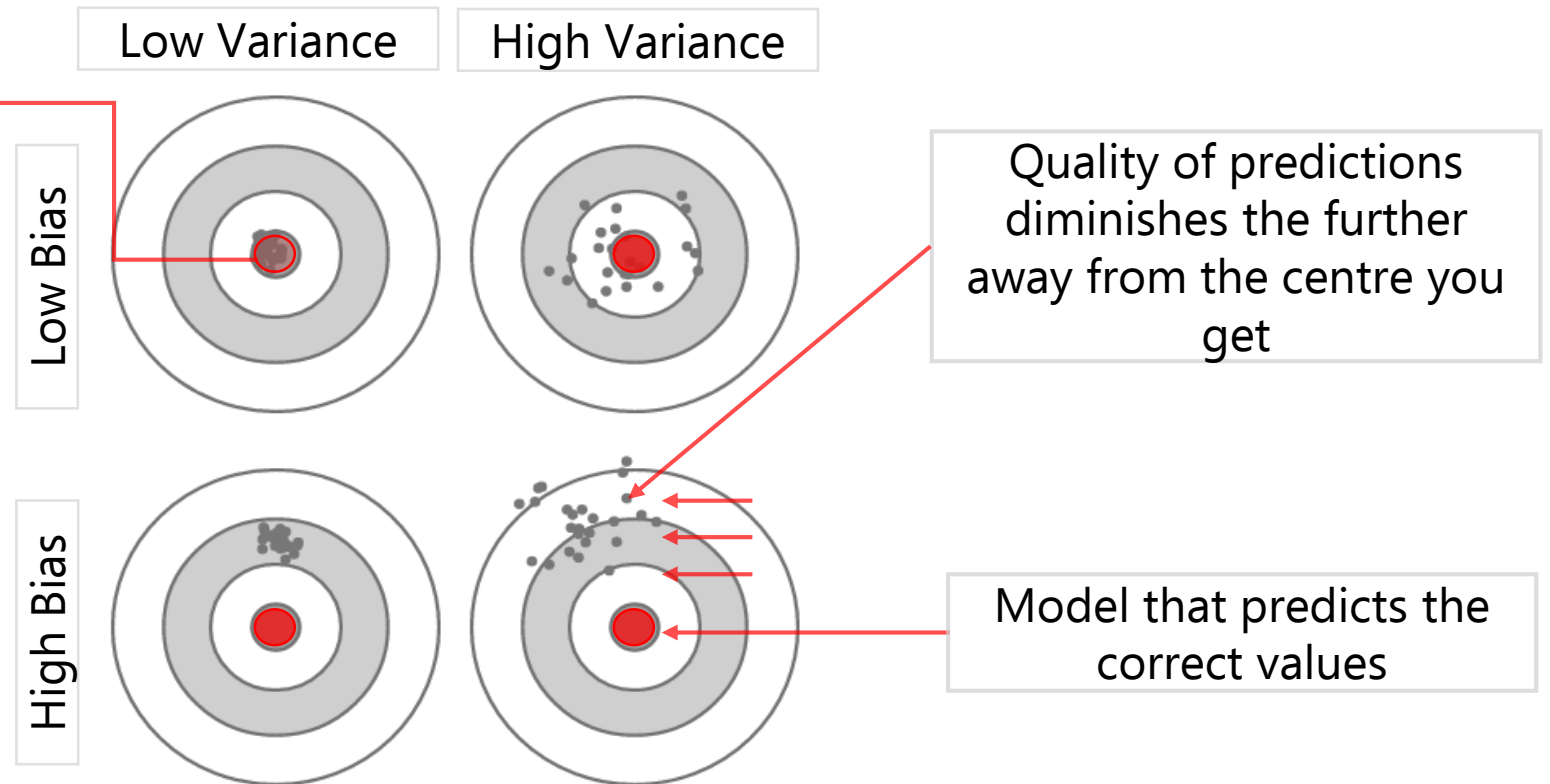 Low Variance
High Variance
Low Bias
Quality of predictions
diminishes the further
away from the centre you
get
High Bias
Model that predicts the
correct values